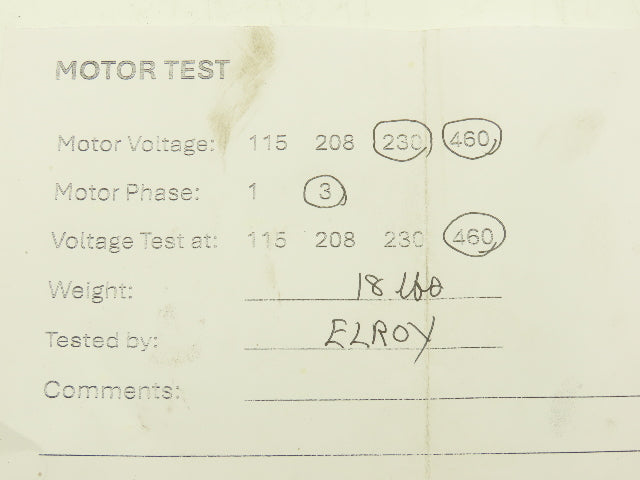 MOTOR TEST
Motor Voltage: 115 208 230 460
Motor Phase: 1 3
Voltage Test at: 115 208 230 460
Weight: 18 lbs
Tested by: ELROY
Comments: